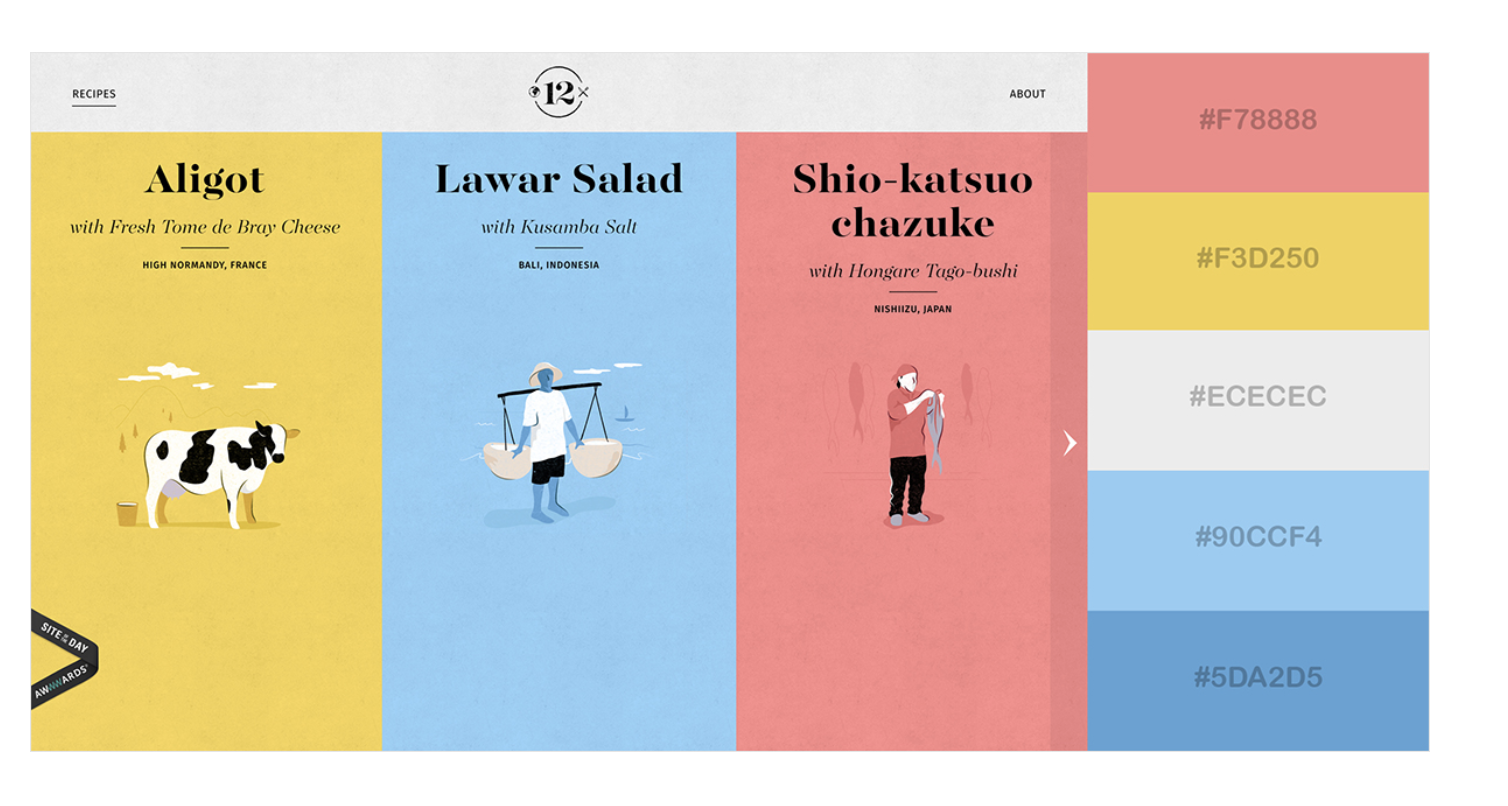 RECIPES
12
ABOUT
Aligot
with Fresh Tome de Bray Cheese
HIGH NORMANDY, FRANCE
Lawar Salad
with Kusamba Salt
BALI, INDONESIA
Shio-katsuo
chazuke
with Hongare Tago-bushi
NISHIIZU, JAPAN
SITE OF THE DAY
AWWWARDS
#F78888
#F3D250
#ECECEC
#90CCF4
#5DA2D5